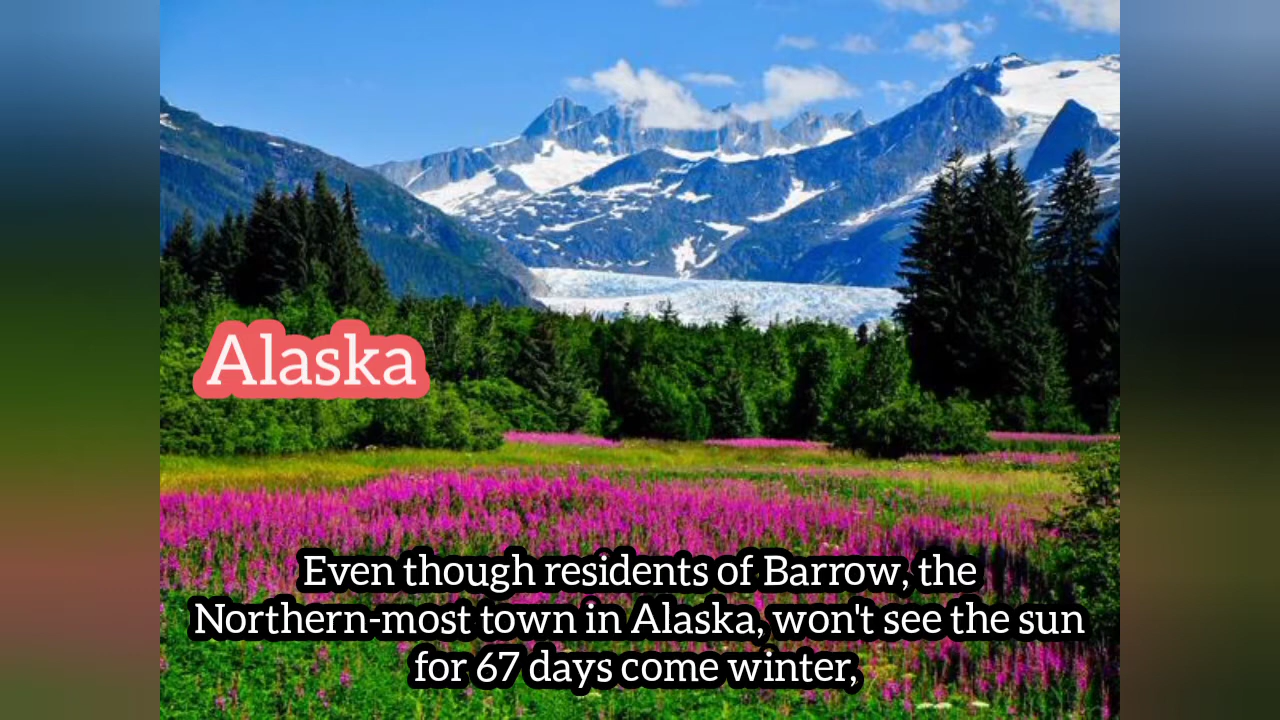 Alaska
Even though residents of Barrow, the
Northern-most town in Alaska, won't see the sun
for 67 days come winter,